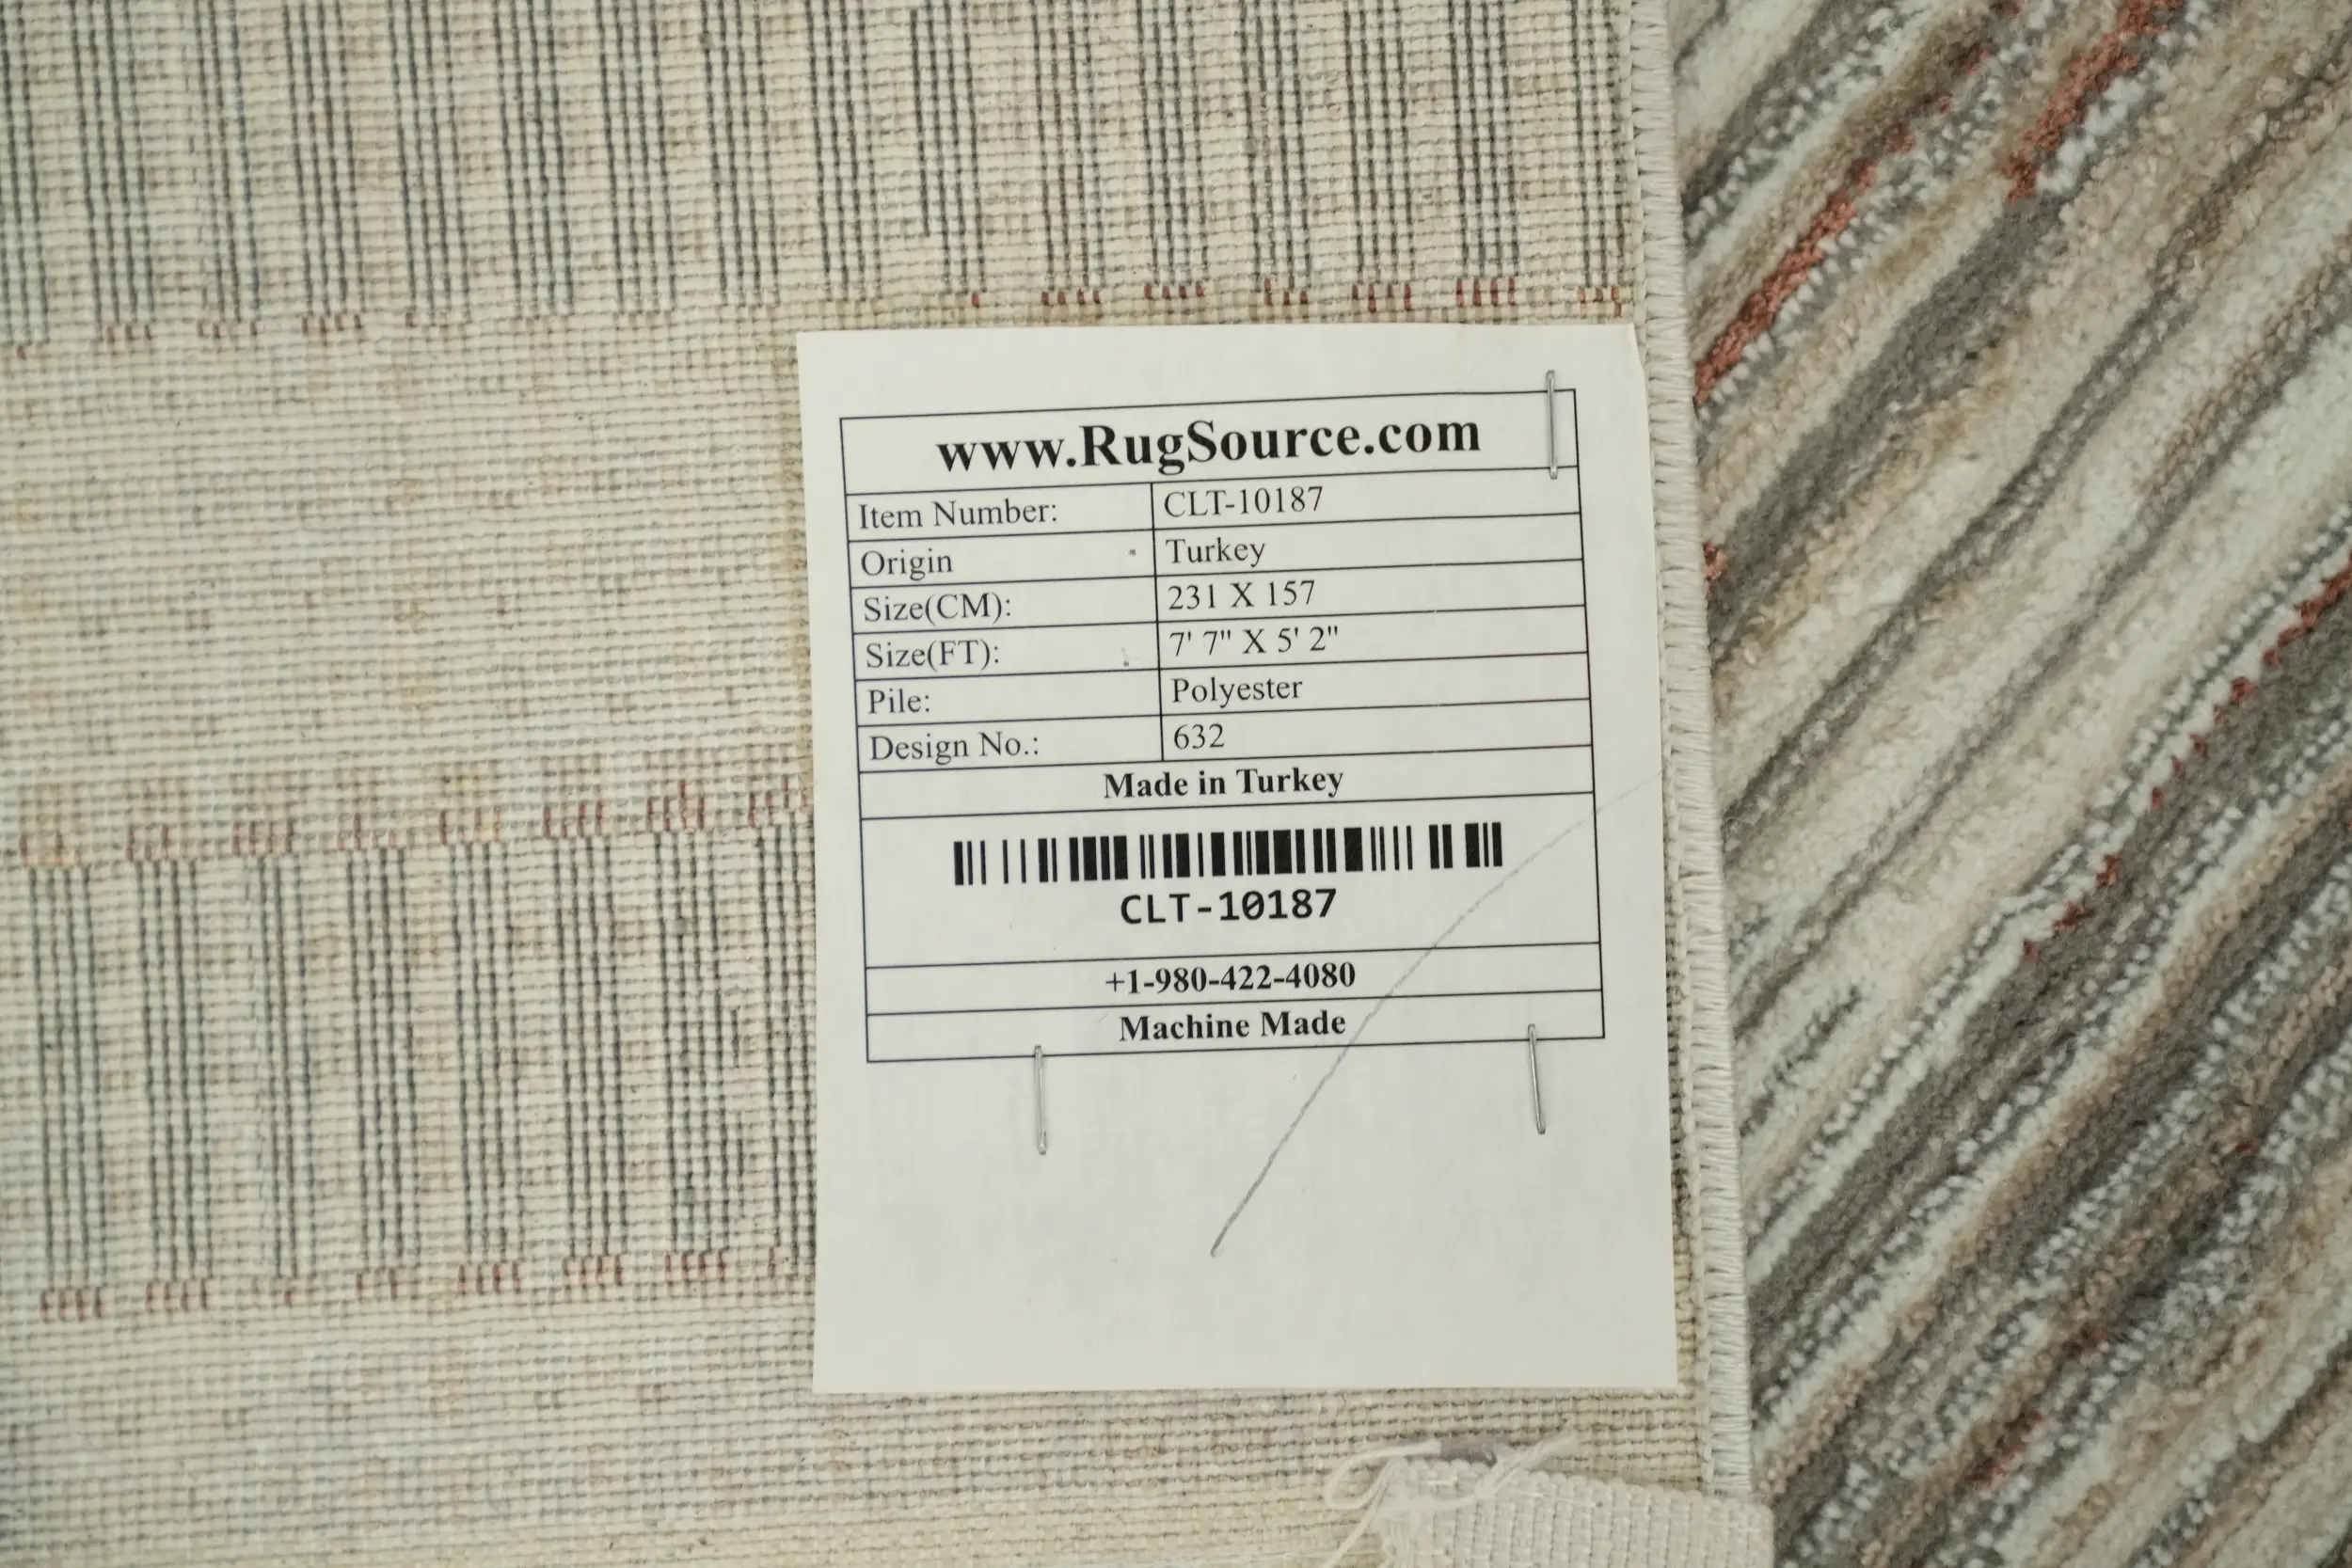 www.RugSource.com
Item Number: CLT-10187
Origin Turkey
Size(CM): 231 X 157
Size(FT): 7' 7" X 5' 2"
Pile: Polyester
Design No.: 632
Made in Turkey
CLT-10187
+1-980-422-4080
Machine Made